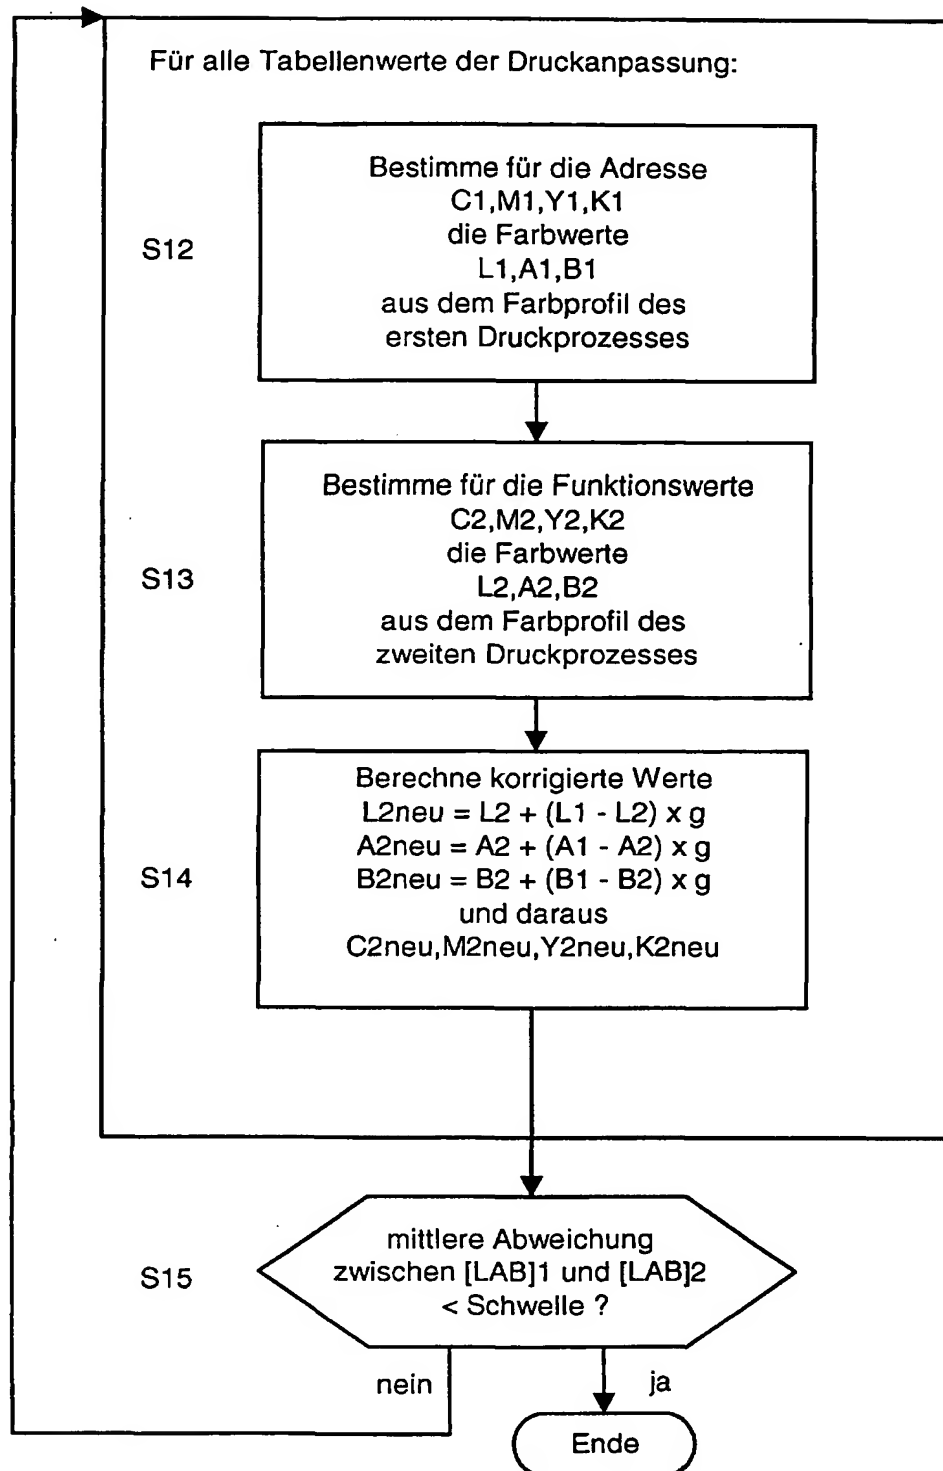 Für alle Tabellenwerte der Druckanpassung:
S12
Bestimme für die Adresse
C1,M1,Y1,K1
die Farbwerte
L1,A1,B1
aus dem Farbprofil des
ersten Druckprozesses
S13
Bestimme für die Funktionswerte
C2,M2,Y2,K2
die Farbwerte
L2,A2,B2
aus dem Farbprofil des
zweiten Druckprozesses
S14
Berechne korrigierte Werte
L2neu = L2 + (L1 - L2) x g
A2neu = A2 + (A1 - A2) x g
B2neu = B2 + (B1 - B2) x g
und daraus
C2neu,M2neu,Y2neu,K2neu
S15
mittlere Abweichung
zwischen [LAB]1 und [LAB]2
< Schwelle ?
nein
ja
Ende